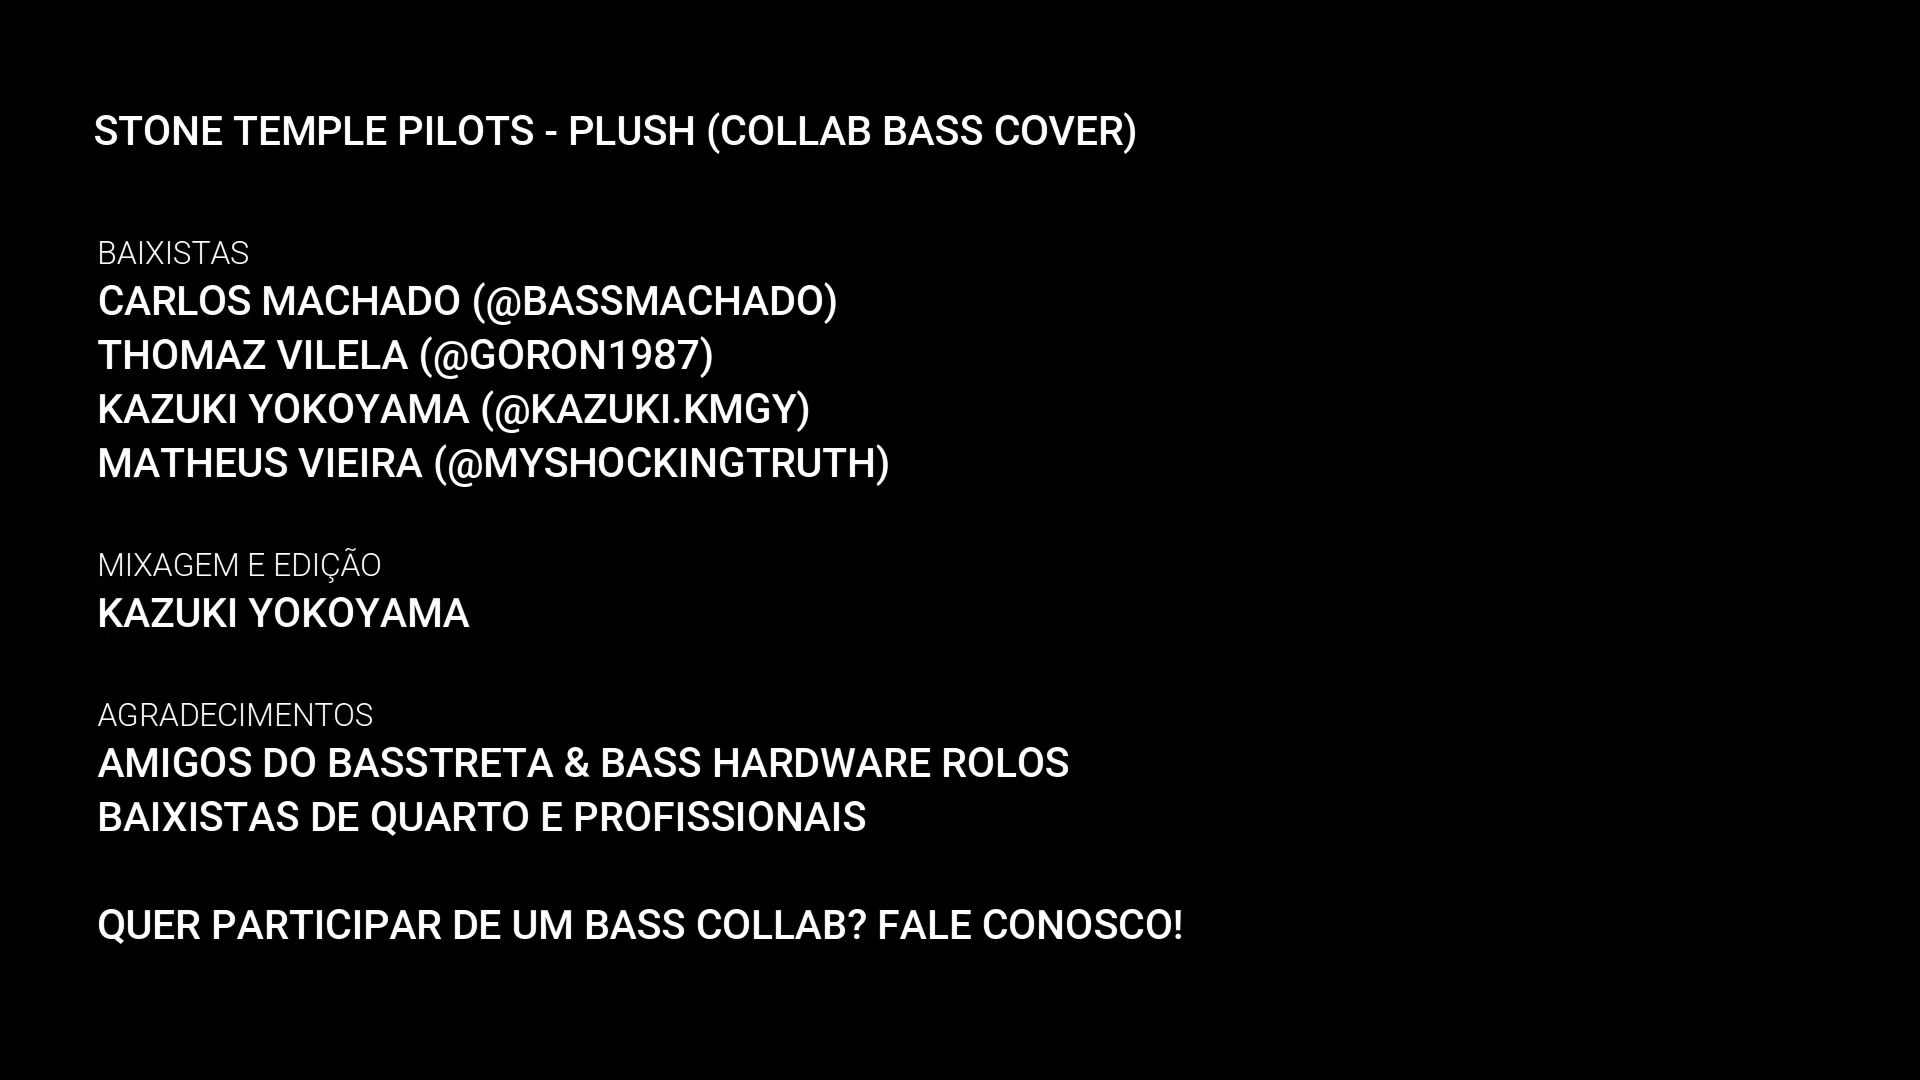 STONE TEMPLE PILOTS - PLUSH (COLLAB BASS COVER)
BAIXISTAS
CARLOS MACHADO (@BASSMACHADO)
THOMAZ VILELA (@GORON1987)
KAZUKI YOKOYAMA (@KAZUKI.KMGY)
MATHEUS VIEIRA (@MYSHOCKINGTRUTH)
MIXAGEM E EDIÇÃO
KAZUKI YOKOYAMA
AGRADECIMENTOS
AMIGOS DO BASSTRETA & BASS HARDWARE ROLOS
BAIXISTAS DE QUARTO E PROFISSIONAIS
QUER PARTICIPAR DE UM BASS COLLAB? FALE CONOSCO!